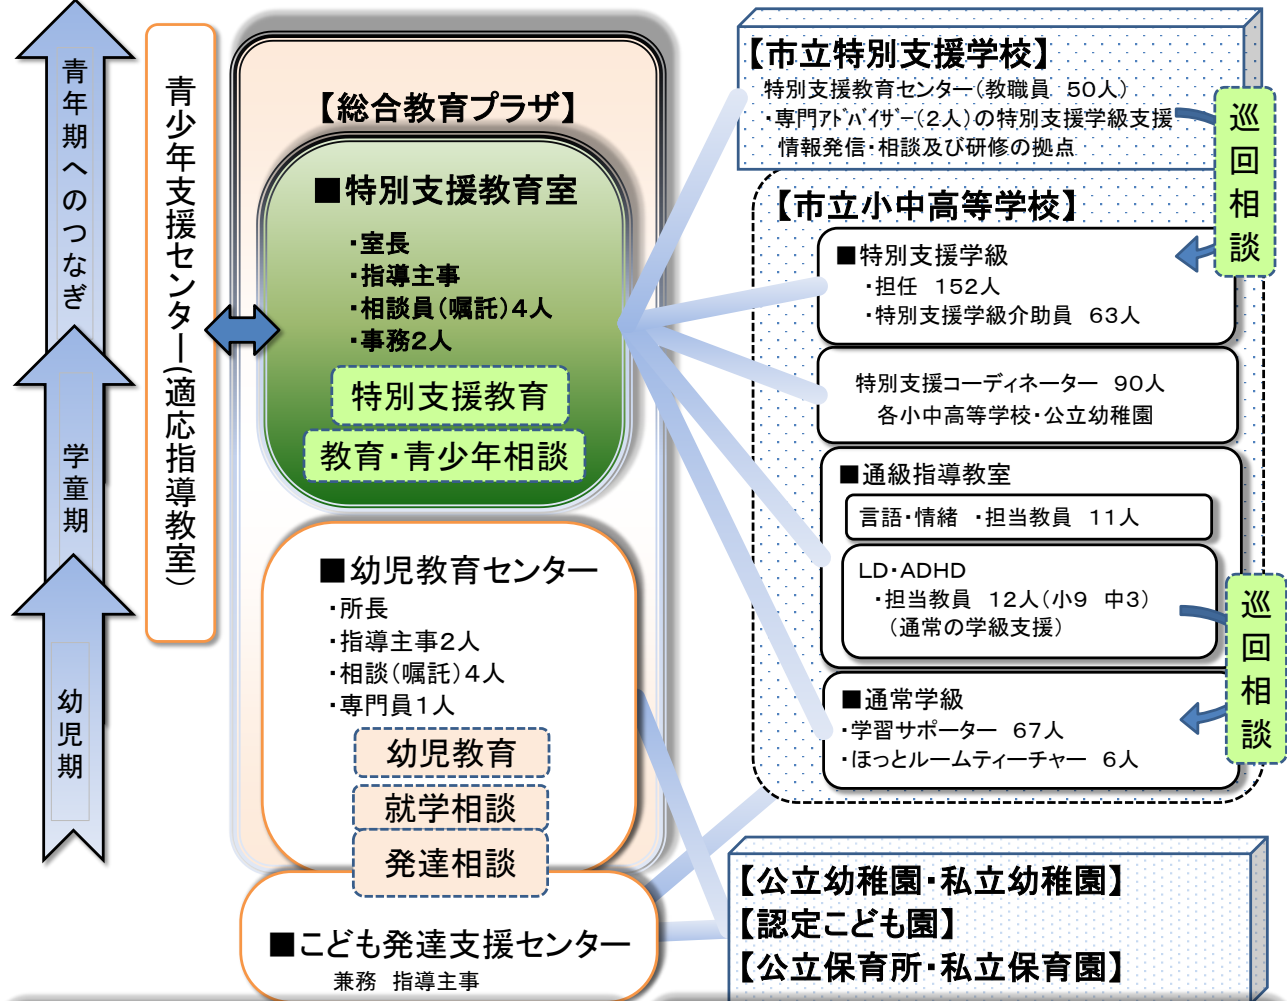 青年期へのつなぎ
学童期
幼児期
青少年支援センター(適応指導教室)
【総合教育プラザ】
■特別支援教育室
・室長
・指導主事
・相談員(嘱託)4人
・事務2人
特別支援教育
教育・青少年相談
■幼児教育センター
・所長
・指導主事2人
・相談(嘱託)4人
・専門員1人
幼児教育
就学相談
発達相談
■こども発達支援センター
兼務 指導主事
【市立特別支援学校】
特別支援教育センター(教職員 50人)
・専門ｱﾄﾞﾊﾞｲｻﾞｰ(2人)の特別支援学級支援
情報発信・相談及び研修の拠点
巡回相談
【市立小中高等学校】
■特別支援学級
・担任 152人
・特別支援学級介助員 63人
特別支援コーディネーター 90人
各小中高等学校・公立幼稚園
■通級指導教室
言語・情緒 ・担当教員 11人
LD・ADHD
・担当教員 12人(小9 中3)
(通常の学級支援)
巡回相談
■通常学級
・学習サポーター 67人
・ほっとルームティーチャー 6人
【公立幼稚園・私立幼稚園】
【認定こども園】
【公立保育所・私立保育園】